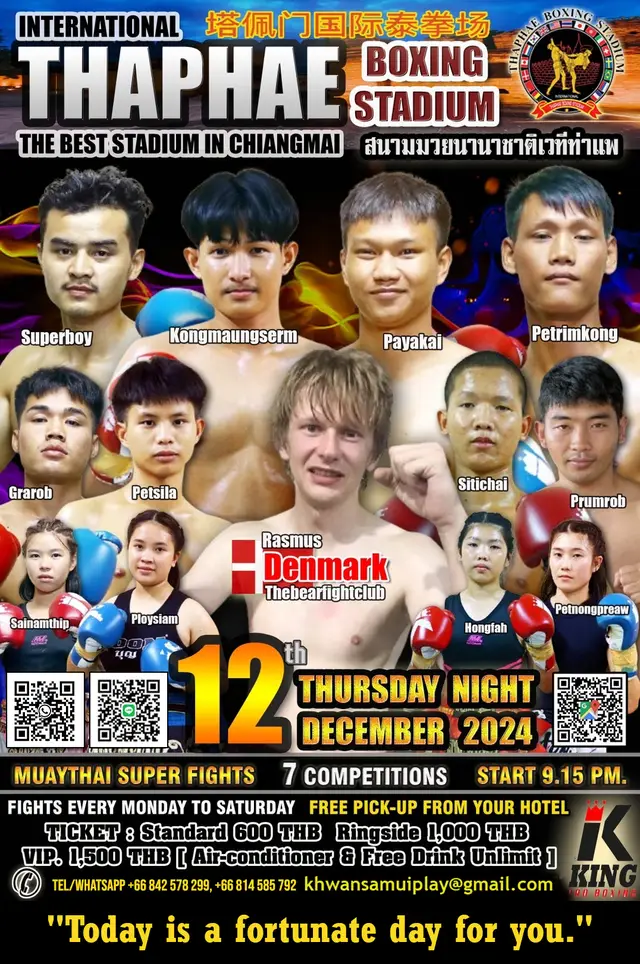 INTERNATIONAL
塔佩门国际泰拳场
THAPHAE
BOXING
STADIUM
THAPHAE BOXING STADIUM
INTERNATIONAL
THE BEST STADIUM IN CHIANGMAI
สนามมวยนานาชาติเวทีท่าแพ
Superboy
Kongmaungserm
Payakai
Petrimkong
Grarob
Petsila
Sitichai
Prumrob
Rasmus
Denmark
Thebearfightclub
Sainamthip
Ploysiam
Hongfah
Petnongpreaw
12th
THURSDAY NIGHT
DECEMBER 2024
MUAYTHAI SUPER FIGHTS 7 COMPETITIONS START 9.15 PM.
FIGHTS EVERY MONDAY TO SATURDAY FREE PICK-UP FROM YOUR HOTEL
TICKET : Standard 600 THB Ringside 1,000 THB
VIP. 1,500 THB [ Air-conditioner & Free Drink Unlimit ]
TEL/WHATSAPP +66 842 578 299, +66 814 585 792 khwansamuiplay@gmail.com
K
KING
PRO BOXING
"Today is a fortunate day for you."